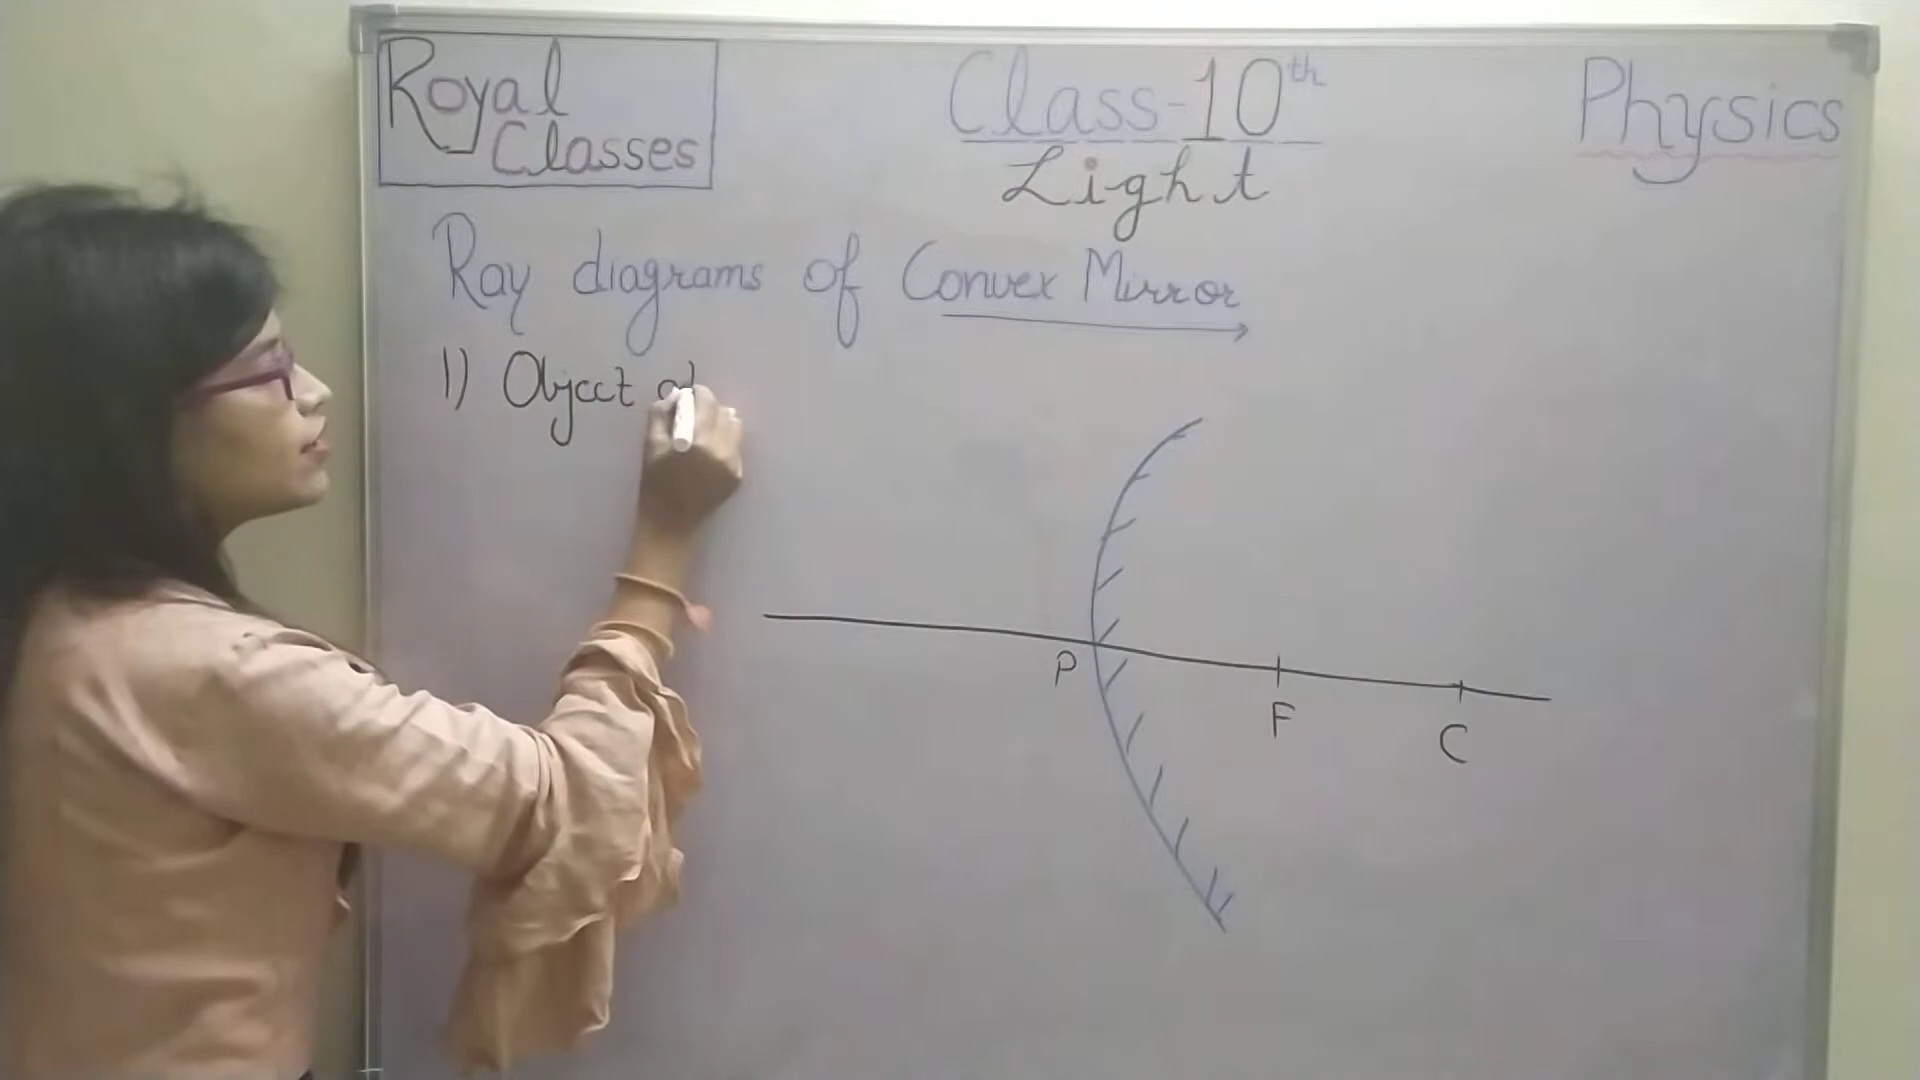 Royal
Classes
Class-10th
Light
Physics
Ray diagrams of Convex Mirror
1) Object at
P
F
C